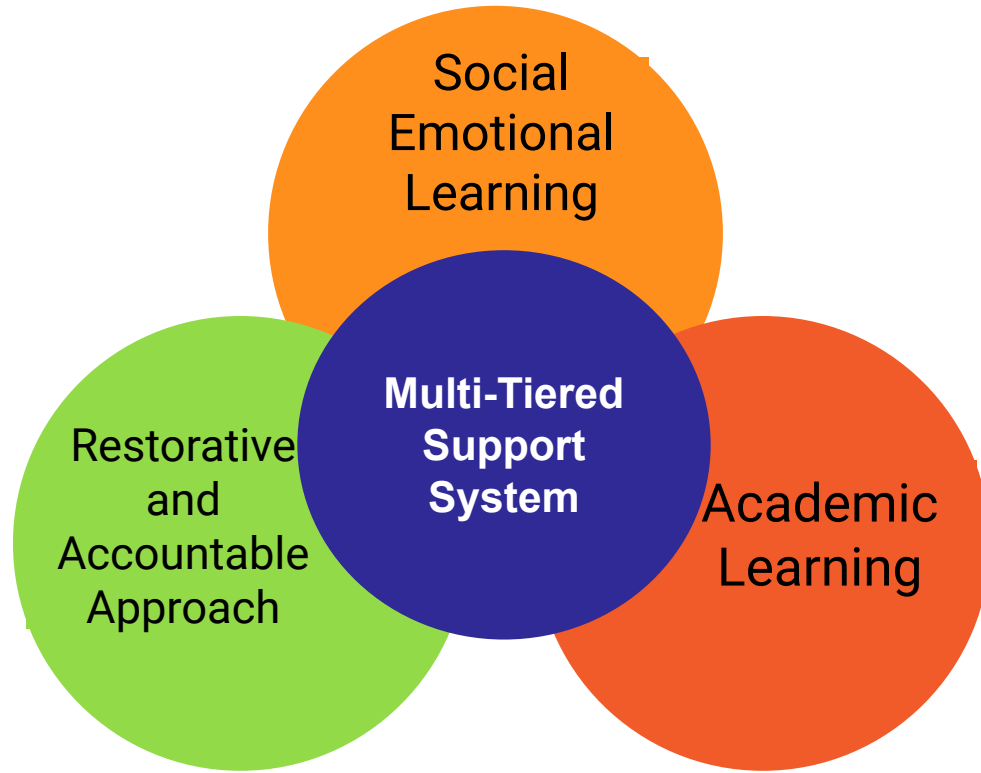 Social
Emotional
Learning
Multi-Tiered
Support
System
Restorative
and
Accountable
Approach
Academic
Learning